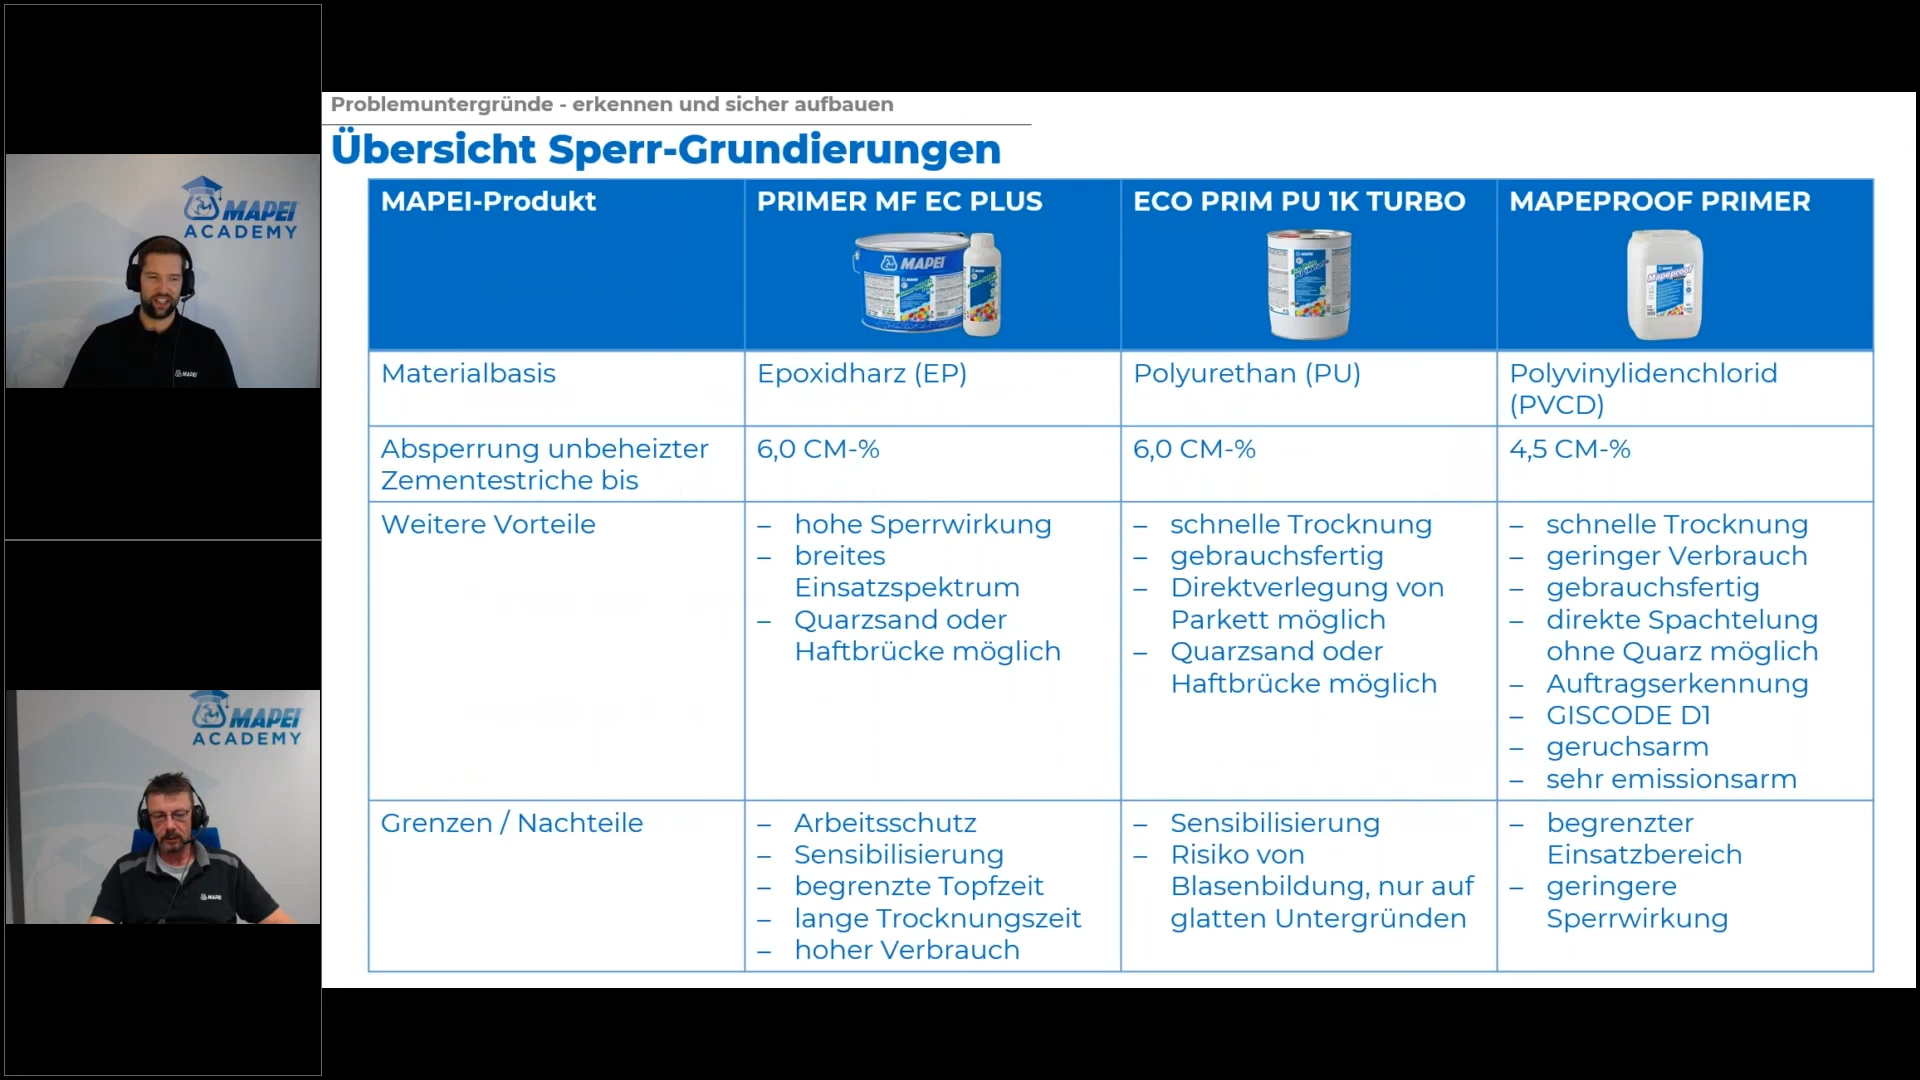 MAPEI
ACADEMY
MAPEI
MAPEI
ACADEMY
Problemuntergründe - erkennen und sicher aufbauen
Übersicht Sperr-Grundierungen
MAPEI-Produkt
PRIMER MF EC PLUS
MAPEI
ECO PRIM PU 1K TURBO
MAPEPROOF PRIMER
Mapeproof
Materialbasis
Epoxidharz (EP)
Polyurethan (PU)
Polyvinylidenchlorid
(PVCD)
Absperrung unbeheizter
Zementestriche bis
6,0 CM-%
6,0 CM-%
4,5 CM-%
Weitere Vorteile
– hohe Sperrwirkung
– breites
Einsatzspektrum
– Quarzsand oder
Haftbrücke möglich
– schnelle Trocknung
– gebrauchsfertig
– Direktverlegung von
Parkett möglich
– Quarzsand oder
Haftbrücke möglich
– schnelle Trocknung
– geringer Verbrauch
– gebrauchsfertig
– direkte Spachtelung
ohne Quarz möglich
– Auftragserkennung
– GISCODE D1
– geruchsarm
– sehr emissionsarm
Grenzen / Nachteile
– Arbeitsschutz
– Sensibilisierung
– begrenzte Topfzeit
– lange Trocknungszeit
– hoher Verbrauch
– Sensibilisierung
– Risiko von
Blasenbildung, nur auf
glatten Untergründen
– begrenzter
Einsatzbereich
– geringere
Sperrwirkung